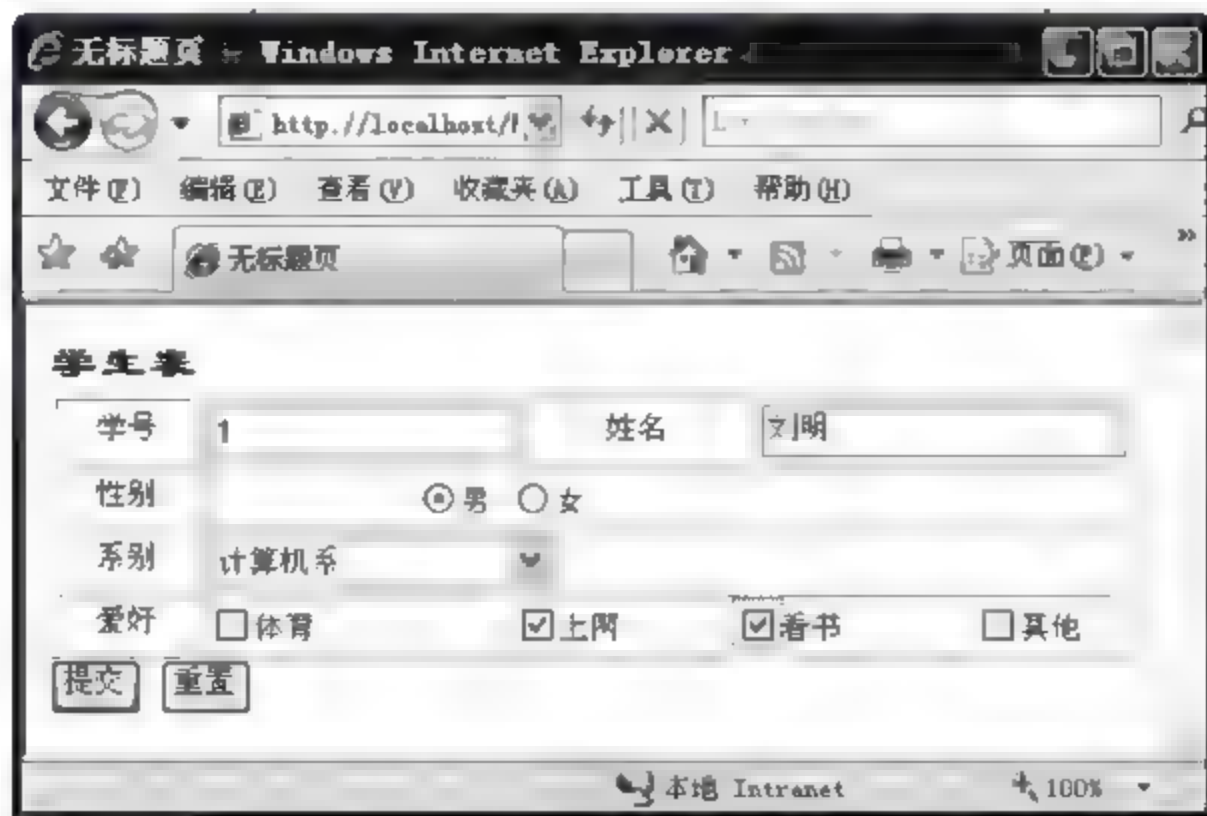 无标题页 - Windows Internet Explorer
http://localhost/
文件(F) 编辑(E) 查看(V) 收藏夹(A) 工具(T) 帮助(H)
无标题页 页面(P)
学生表
学号 1 姓名 刘明
性别 男 女
系别 计算机系
爱好 体育 上网 看书 其他
提交 重置
本地 Intranet 100%